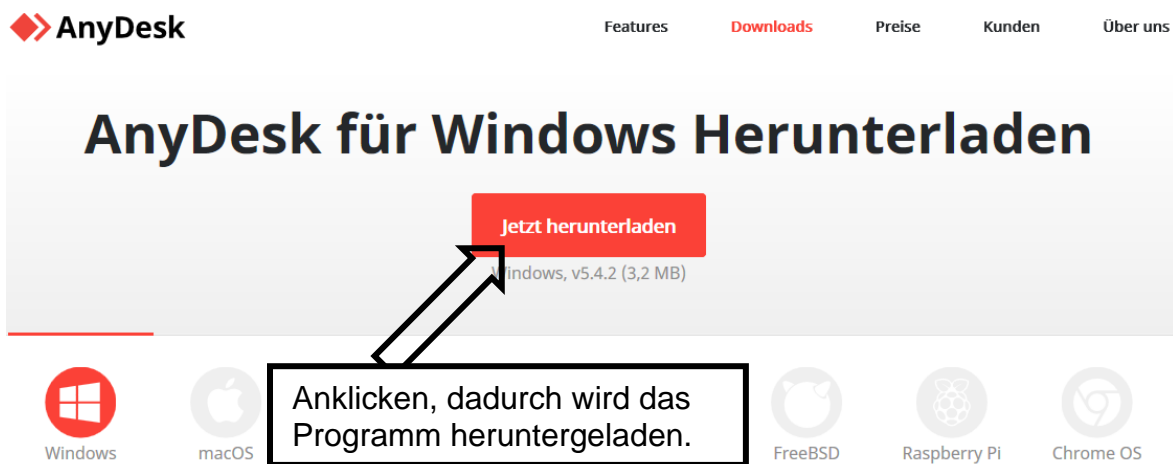 AnyDesk
Features Downloads Preise Kunden Über uns
AnyDesk für Windows Herunterladen
Jetzt herunterladen
Windows, v5.4.2 (3,2 MB)
Anklicken, dadurch wird das
Programm heruntergeladen.
Windows macOS FreeBSD Raspberry Pi Chrome OS